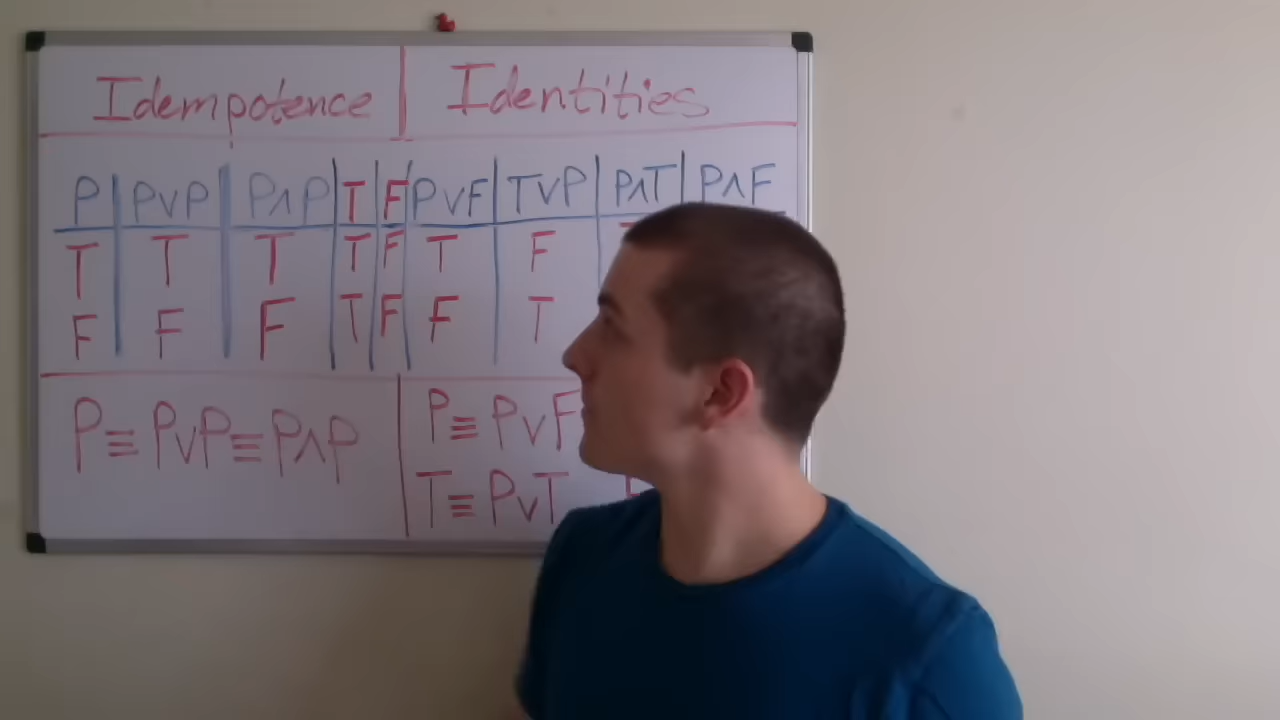 Idempotence | Identities
P | P∨P | P∧P | T | F | P∨F | T∨P | P∧T | P∧F
T | T | T | T | F | T | F
F | F | F | T | F | F | T
P≡P∨P≡P∧P | P≡P∨F
T≡P∨T